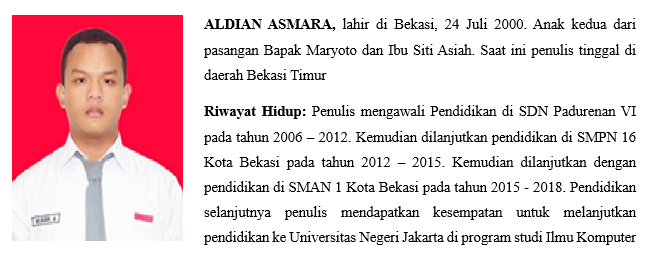 ALDIAN ASMARA, lahir di Bekasi, 24 Juli 2000. Anak kedua dari
pasangan Bapak Maryoto dan Ibu Siti Asiah. Saat ini penulis tinggal di
daerah Bekasi Timur
Riwayat Hidup: Penulis mengawali Pendidikan di SDN Padurenan VI
pada tahun 2006 – 2012. Kemudian dilanjutkan pendidikan di SMPN 16
Kota Bekasi pada tahun 2012 – 2015. Kemudian dilanjutkan dengan
pendidikan di SMAN 1 Kota Bekasi pada tahun 2015 - 2018. Pendidikan
selanjutnya penulis mendapatkan kesempatan untuk melanjutkan
pendidikan ke Universitas Negeri Jakarta di program studi Ilmu Komputer